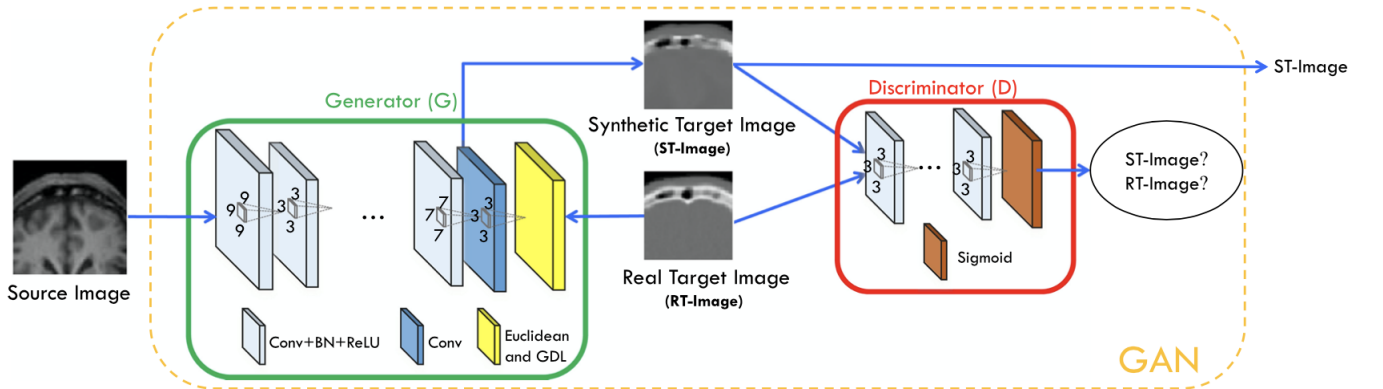 Generator (G)
Discriminator (D)
ST-Image
Synthetic Target Image
(ST-Image)
Source Image
9
9
9
3
3
3
...
7
7
7
3
3
3
Conv+BN+ReLU
Conv
Euclidean
and GDL
Real Target Image
(RT-Image)
3
3
3
...
3
3
3
Sigmoid
ST-Image?
RT-Image?
GAN